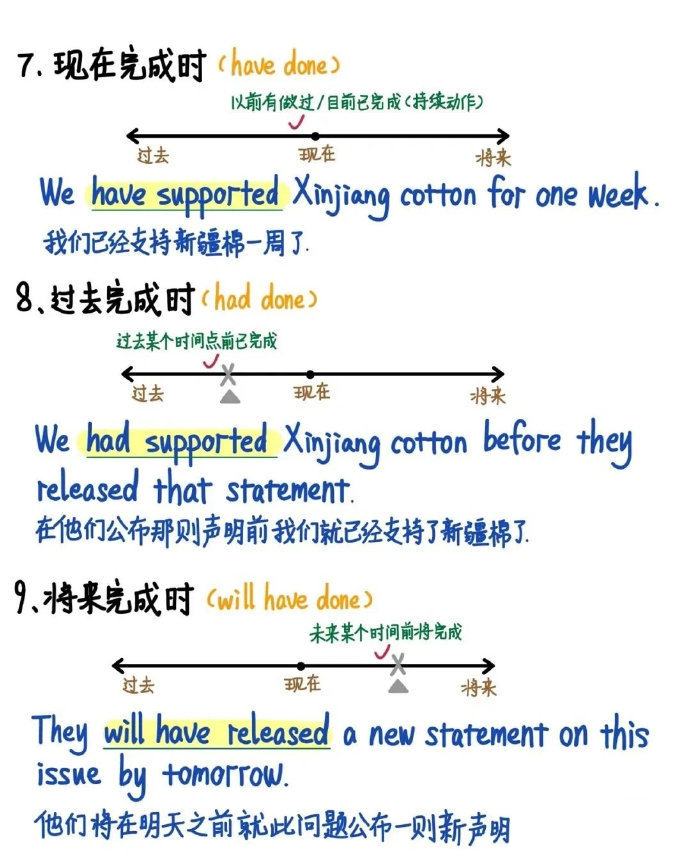 7. 现在完成时 (have done)
以前有做过/目前已完成(持续动作)
过去 现在 将来
We have supported Xinjiang cotton for one week.
我们已经支持新疆棉一周了.
8、过去完成时 (had done)
过去某个时间点前已完成
过去 现在 将来
We had supported Xinjiang cotton before they
released that statement.
在他们公布那则声明前我们就已经支持了新疆棉了.
9、将来完成时 (will have done)
未来某个时间前将完成
过去 现在 将来
They will have released a new statement on this
issue by tomorrow.
他们将在明天之前就此问题公布一则新声明